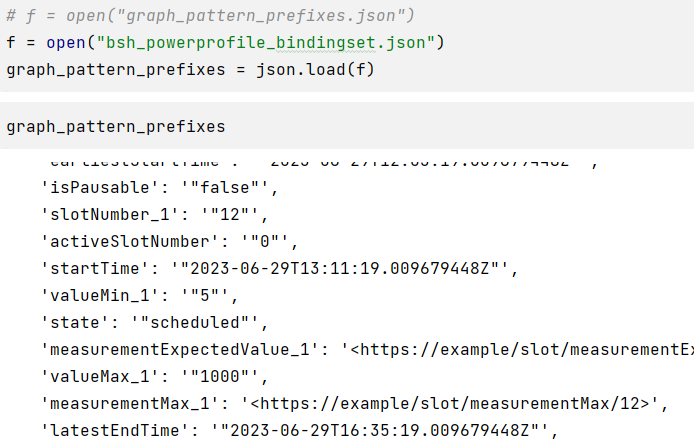 # f = open("graph_pattern_prefixes.json")
f = open("bsh_powerprofile_bindingset.json")
graph_pattern_prefixes = json.load(f)
graph_pattern_prefixes
'isPausable': '"false"',
'slotNumber_1': '"12"',
'activeSlotNumber': '"0"',
'startTime': '"2023-06-29T13:11:19.009679448Z"',
'valueMin_1': '"5"',
'state': '"scheduled"',
'measurementExpectedValue_1': '<https://example/slot/measurementEx
'valueMax_1': '"1000"',
'measurementMax_1': '<https://example/slot/measurementMax/12>',
'latestEndTime': '"2023-06-29T16:35:19.009679448Z"',